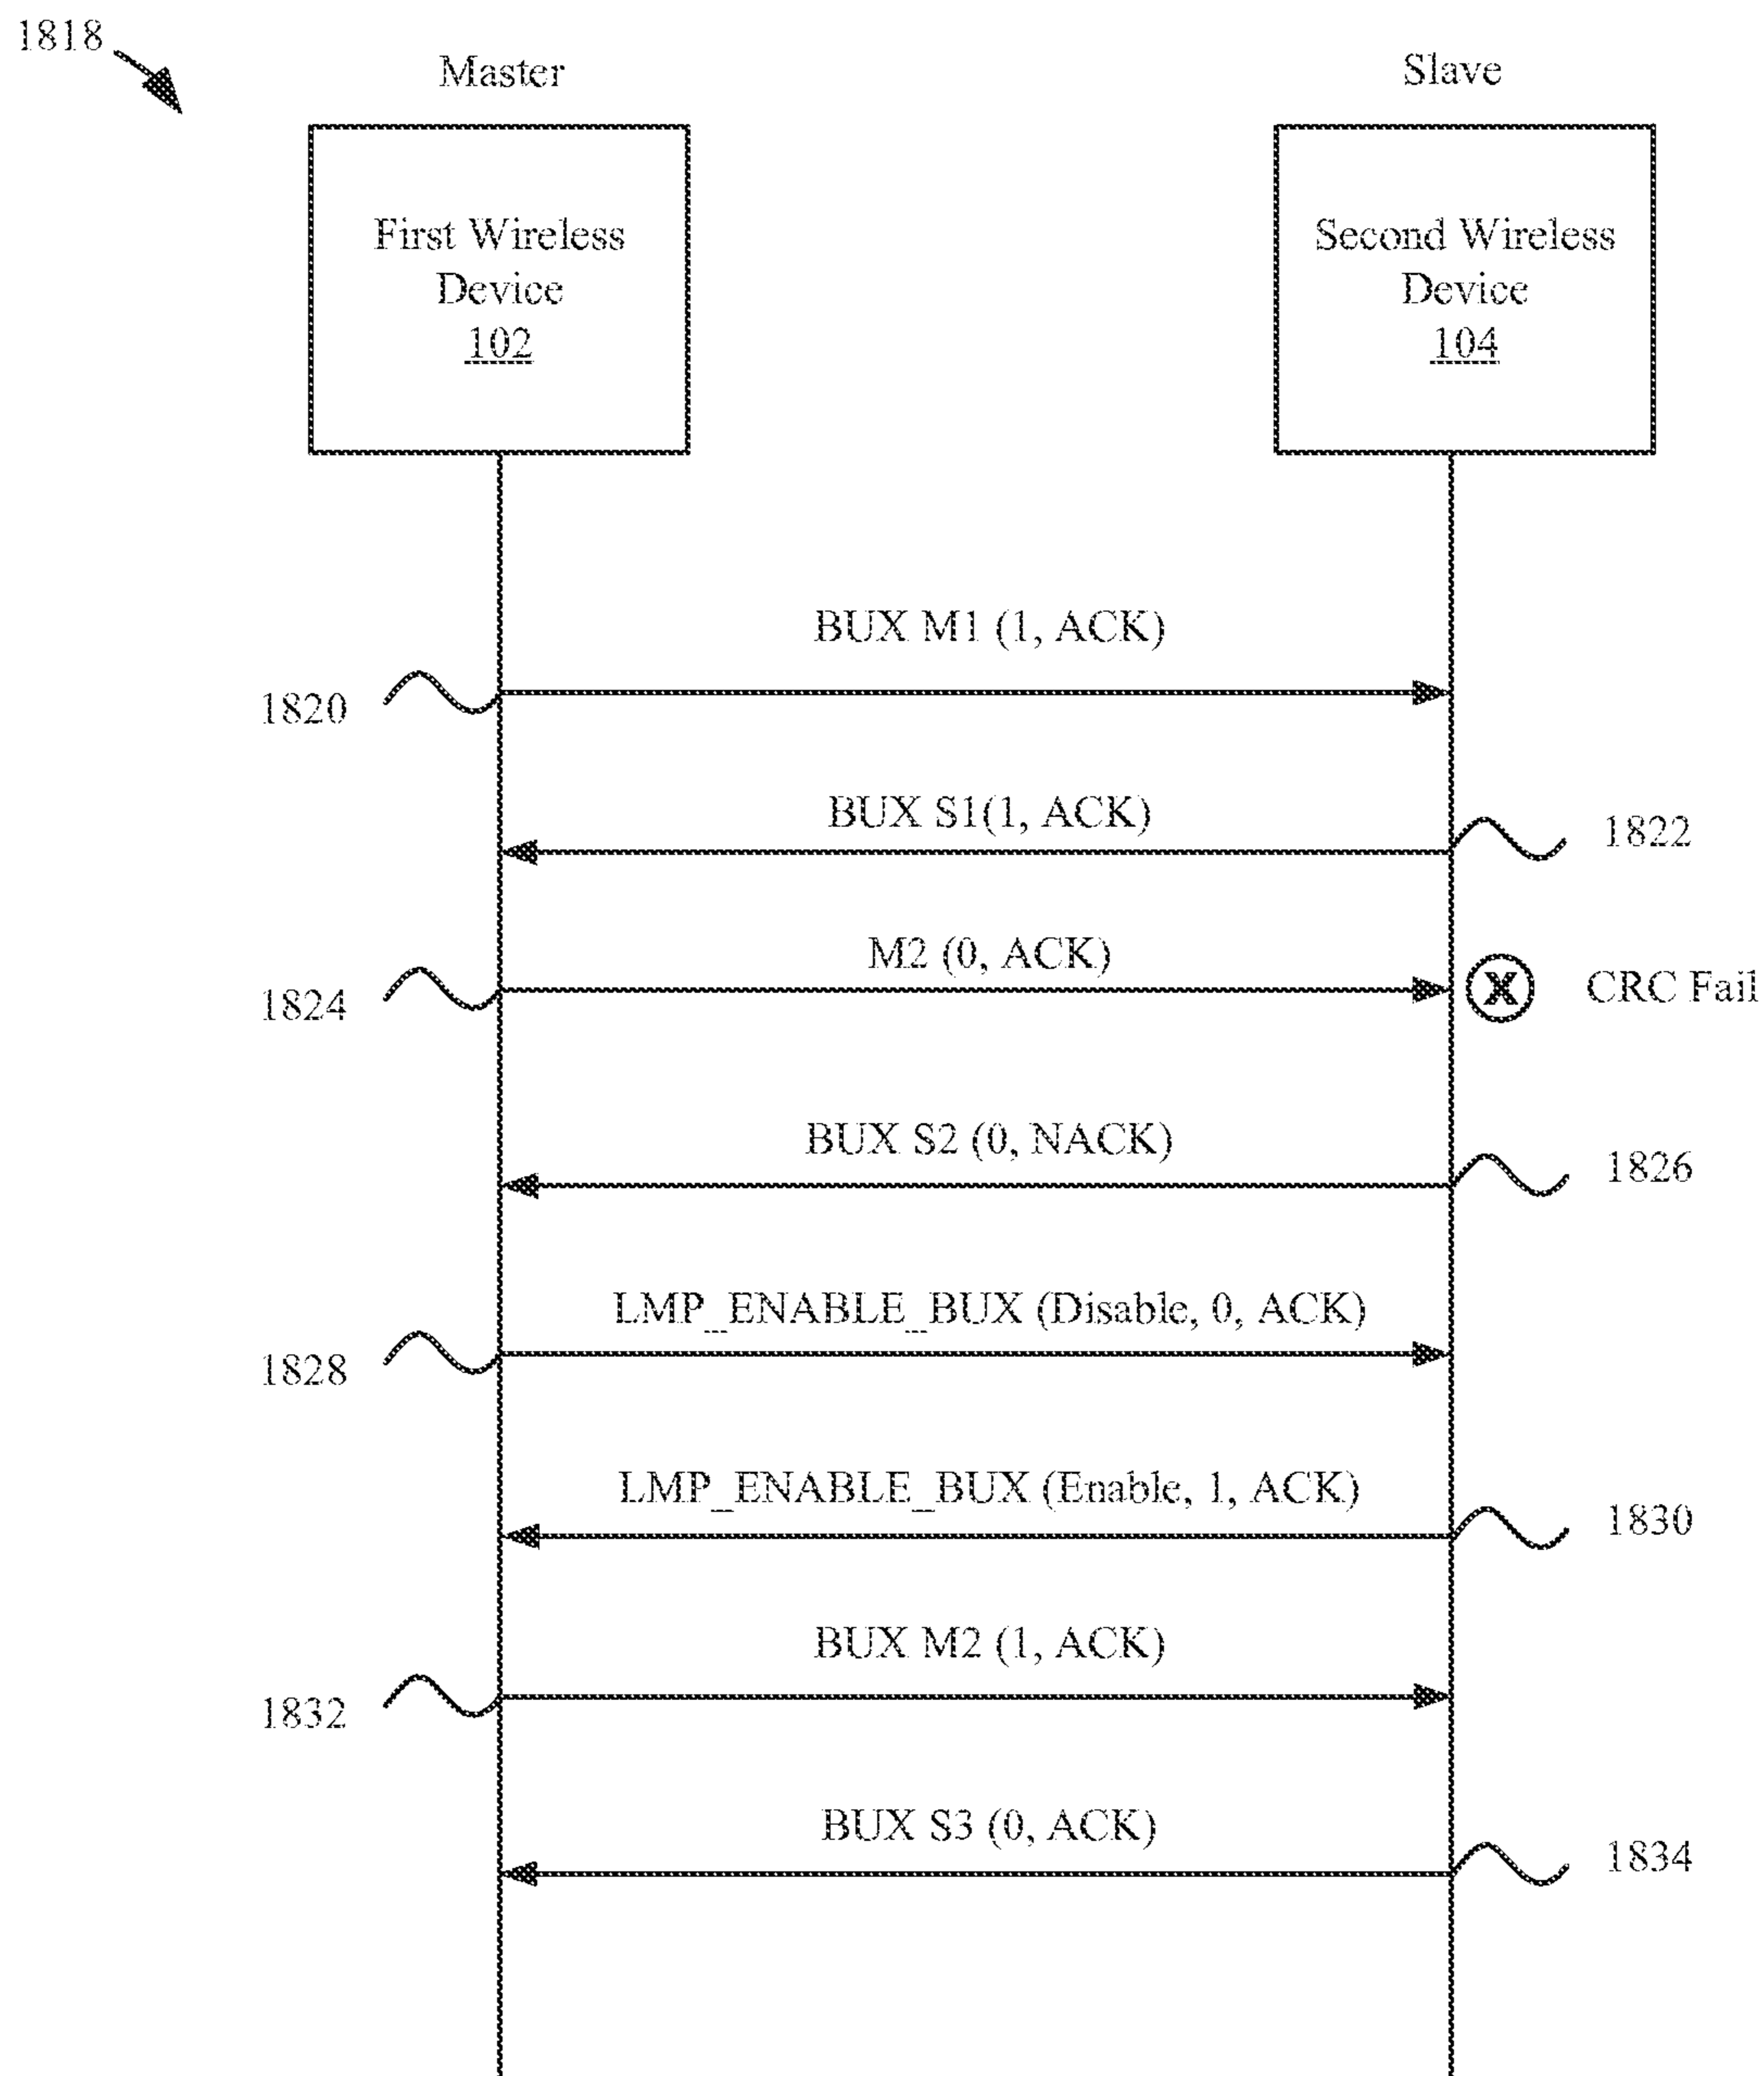 1818
Master
Slave
First Wireless
Device
102
Second Wireless
Device
104
BUX M1 (1, ACK)
1820
BUX S1(1, ACK)
1822
M2 (0, ACK)
1824
X
CRC Fail
BUX S2 (0, NACK)
1826
LMP_ENABLE_BUX (Disable, 0, ACK)
1828
LMP_ENABLE_BUX (Enable, 1, ACK)
1830
BUX M2 (1, ACK)
1832
BUX S3 (0, ACK)
1834